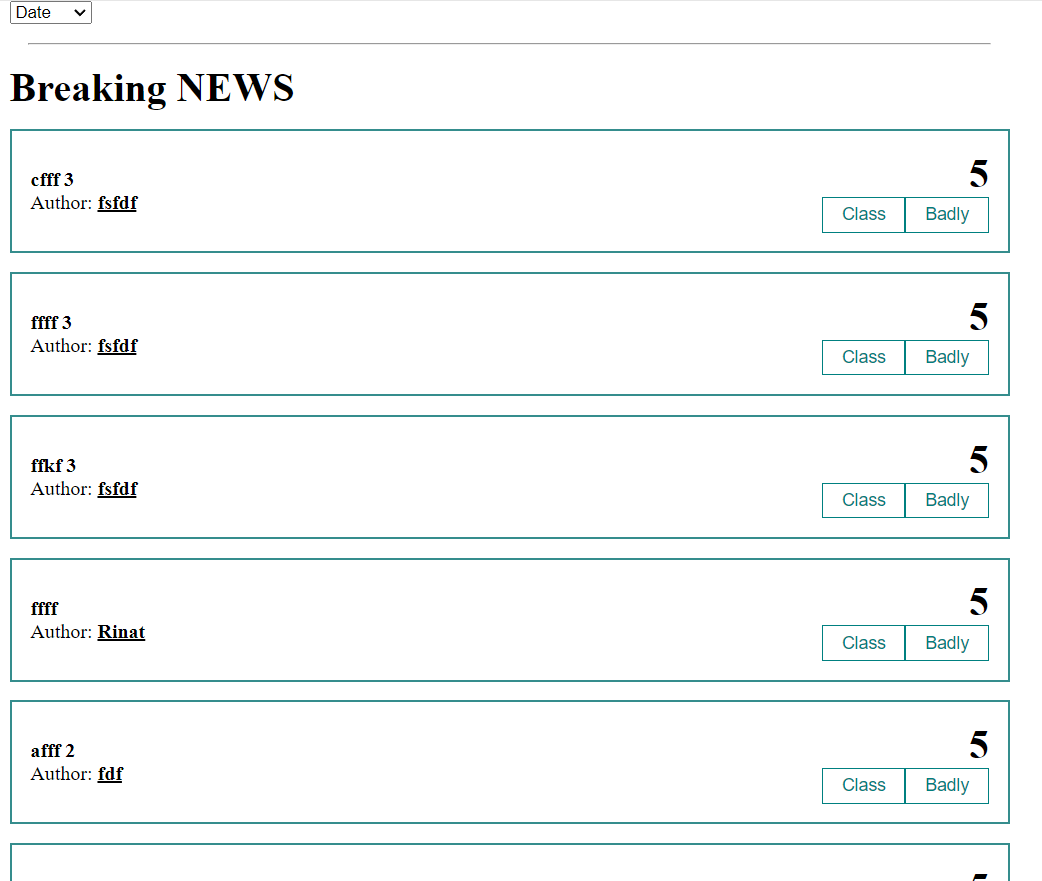 Date
Breaking NEWS
cfff 3
5
Author: fsfdf
Class Badly
ffff 3
5
Author: fsfdf
Class Badly
ffkf 3
5
Author: fsfdf
Class Badly
ffff
5
Author: Rinat
Class Badly
afff 2
5
Author: fdf
Class Badly